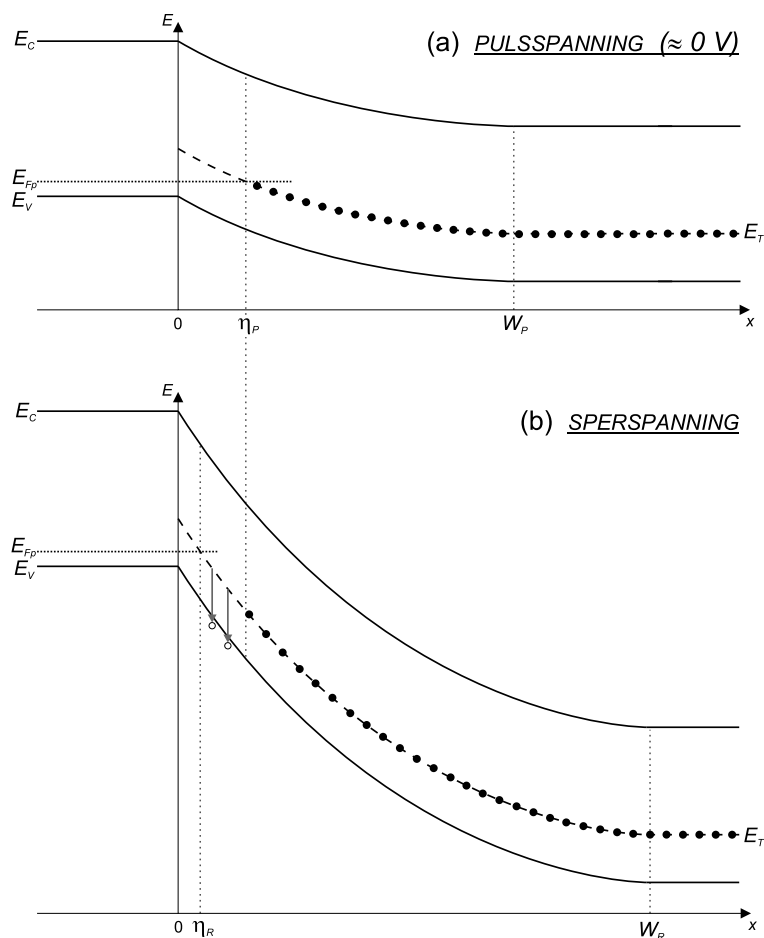 E
E_C
(a) PULSSPANNING (≈ 0 V)
E_Fp
E_V
E_T
0
η_P
W_P
x
E
E_C
(b) SPERSPANNING
E_Fp
E_V
E_T
0
η_R
W_R
x